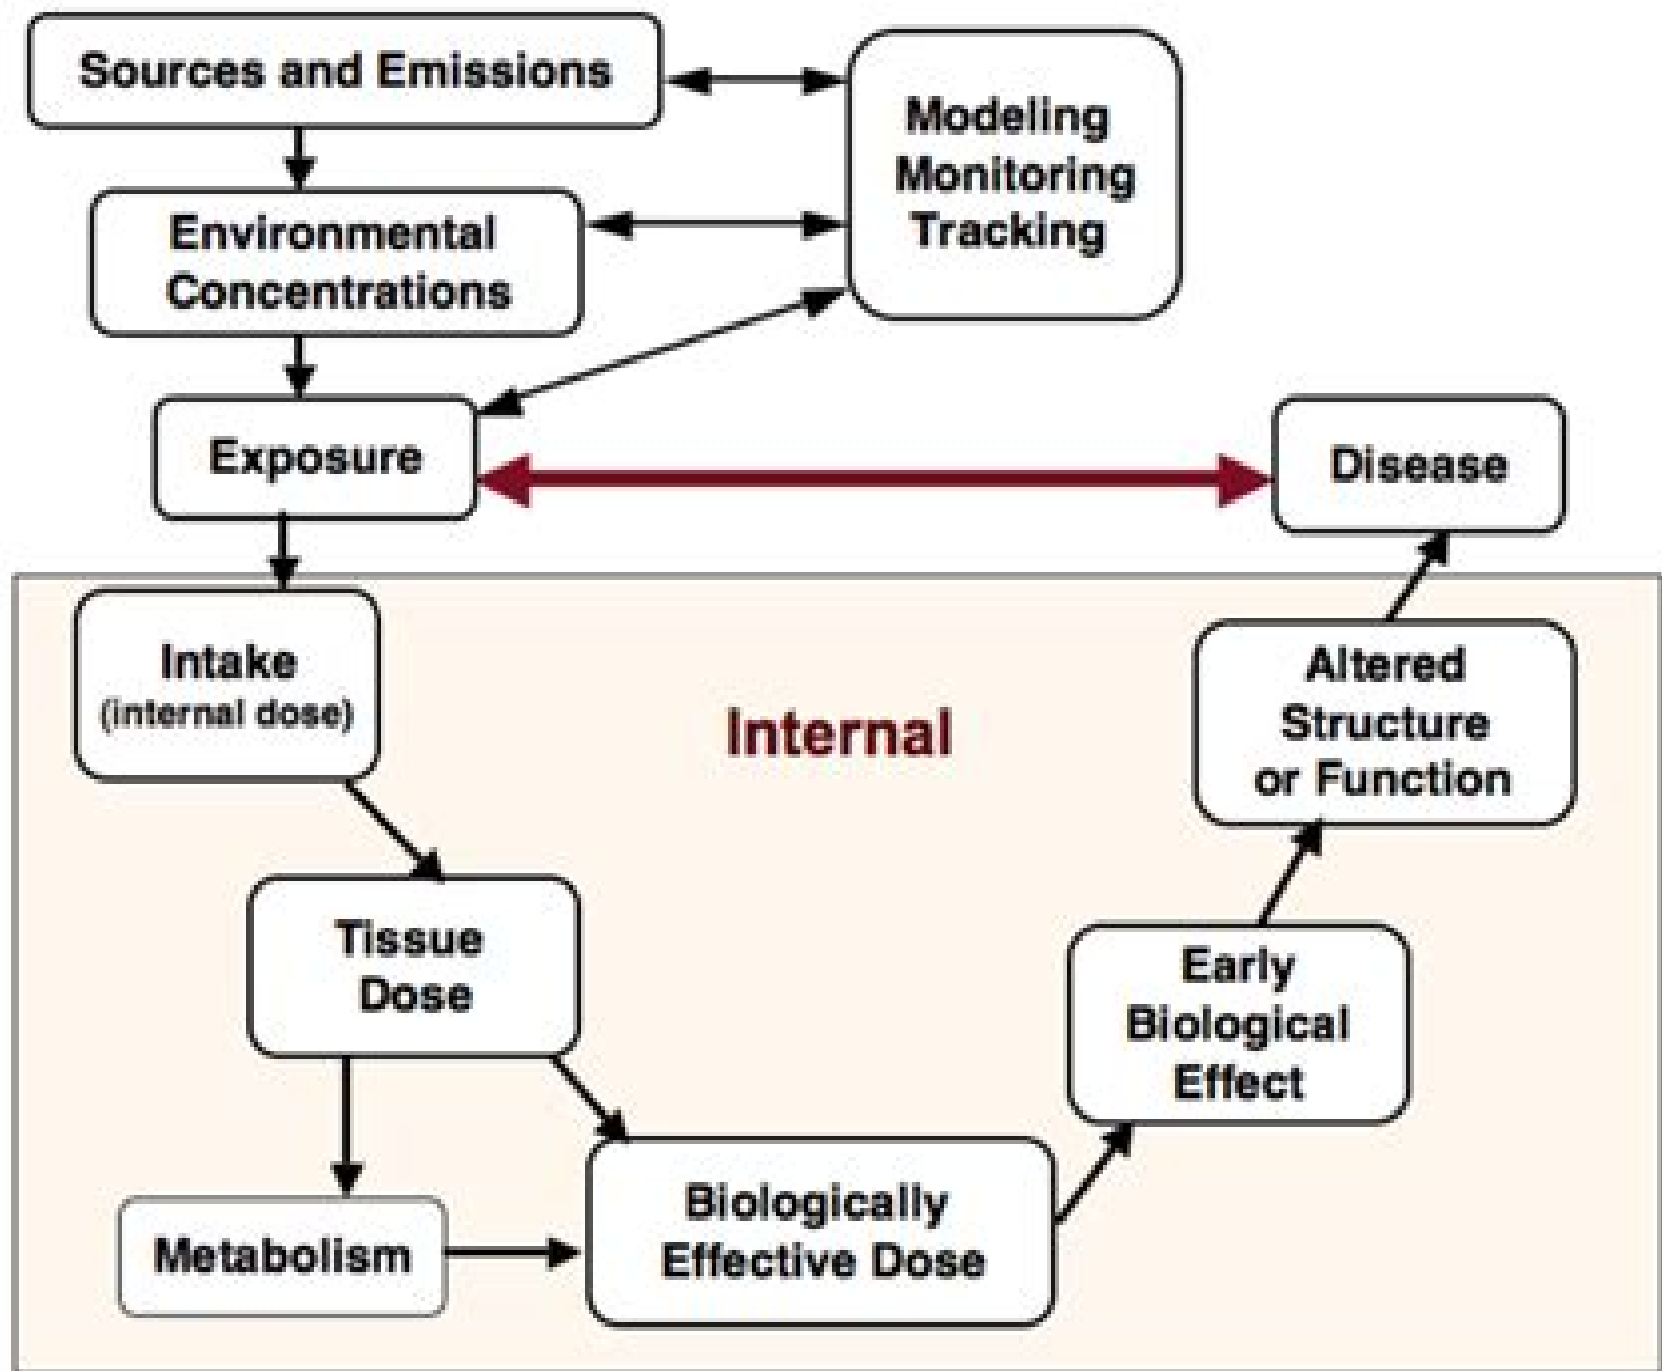 Sources and Emissions
Modeling
Monitoring
Tracking
Environmental
Concentrations
Exposure
Disease
Intake
(internal dose)
Internal
Altered
Structure
or Function
Tissue
Dose
Early
Biological
Effect
Metabolism
Biologically
Effective Dose